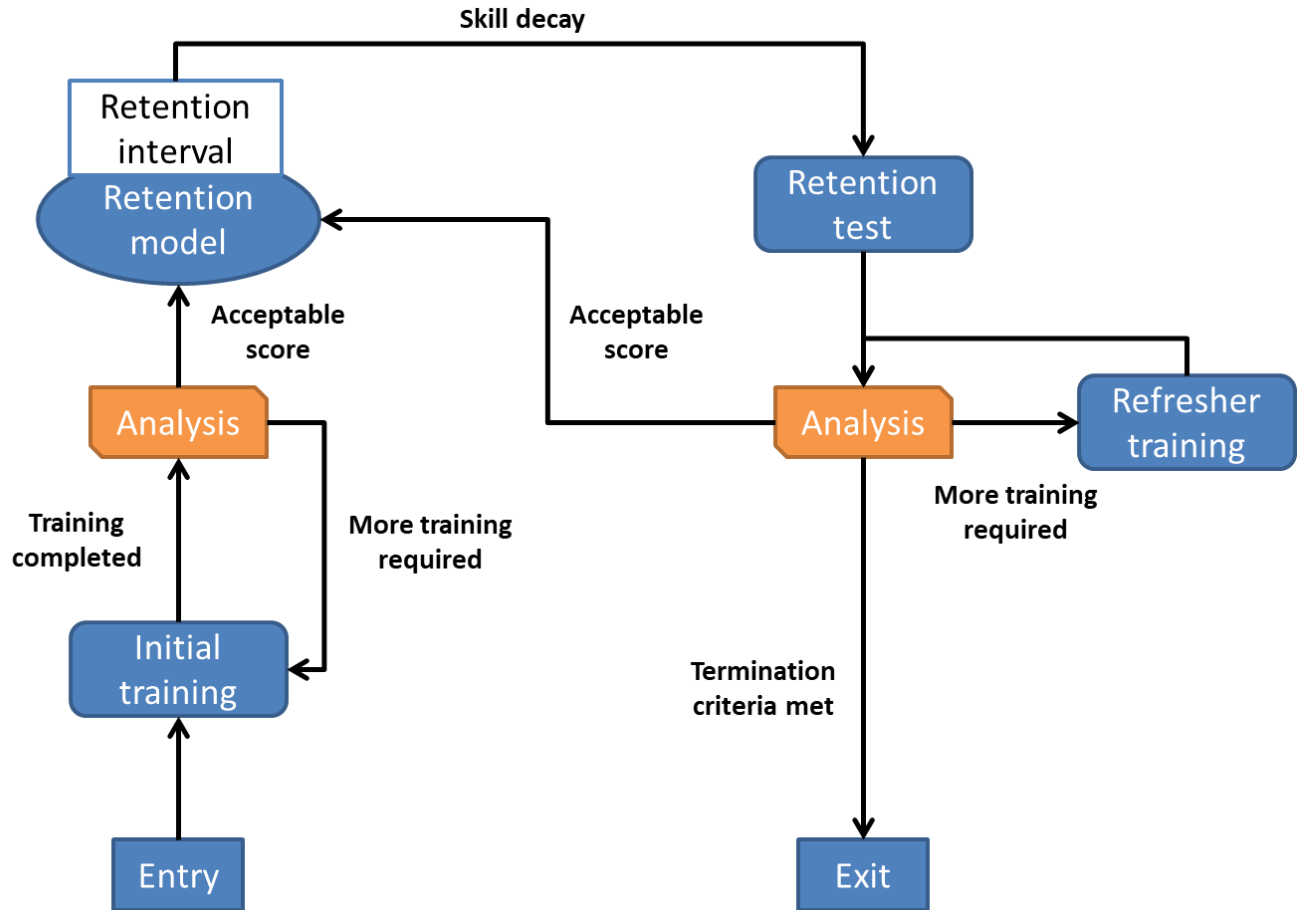 Skill decay
Retention
interval
Retention
model
Retention
test
Acceptable
score
Acceptable
score
Analysis
Analysis
Refresher
training
Training
completed
More training
required
More training
required
Initial
training
Termination
criteria met
Entry
Exit